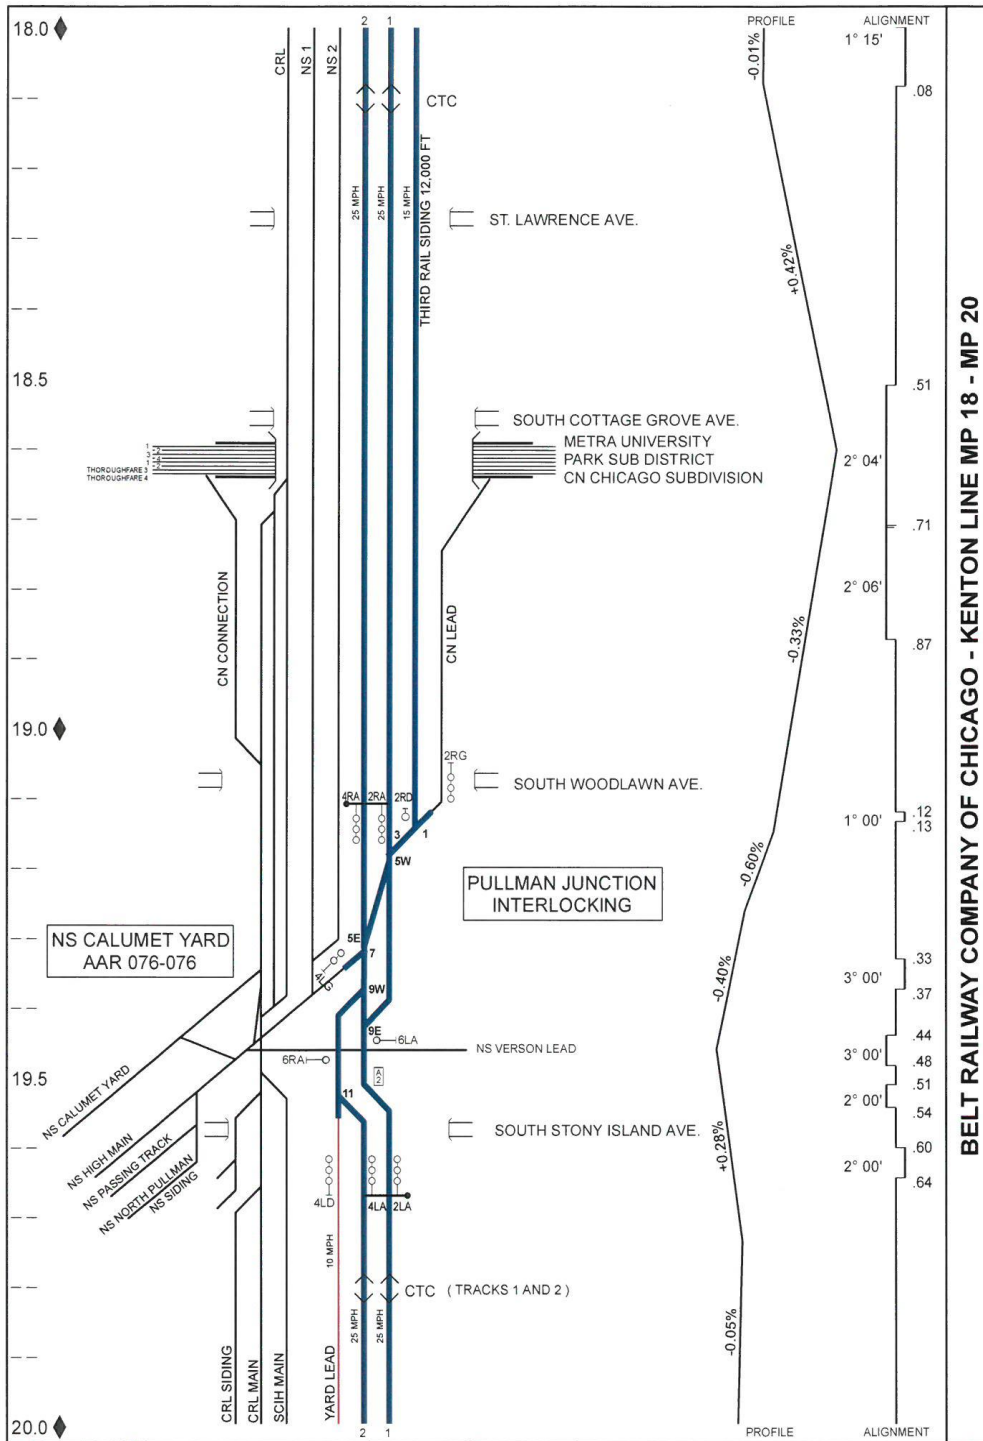 2 1
18.0
PROFILE ALIGNMENT
CRL
NS 1
NS 2
-0.01%
1° 15'
.08
CTC
THIRD RAIL SIDING 12,000 FT
25 MPH
25 MPH
15 MPH
ST. LAWRENCE AVE.
+0.42%
18.5
.51
SOUTH COTTAGE GROVE AVE.
METRA UNIVERSITY
PARK SUB DISTRICT
CN CHICAGO SUBDIVISION
1
2
3
4
1
2
THOROUGHFARE 3
THOROUGHFARE 4
2° 04'
.71
2° 06'
CN CONNECTION
CN LEAD
-0.33%
.87
19.0
2RG
SOUTH WOODLAWN AVE.
4RA 2RA 2RD
3 1
1° 00'
.12
.13
5W
-0.60%
PULLMAN JUNCTION
INTERLOCKING
NS CALUMET YARD
AAR 076-076
5E
7
4LG
9W
-0.40%
.33
3° 00'
.37
9E
6LA
.44
NS VERSON LEAD
6RA
3° 00'
.48
A
2
19.5
11
.51
2° 00'
.54
NS CALUMET YARD
SOUTH STONY ISLAND AVE.
NS HIGH MAIN
NS PASSING TRACK
NS NORTH PULLMAN
NS SIDING
+0.28%
.60
2° 00'
.64
4LD 4LA 2LA
10 MPH
CTC ( TRACKS 1 AND 2 )
25 MPH
25 MPH
-0.05%
CRL SIDING
CRL MAIN
SCIH MAIN
YARD LEAD
20.0
2 1
PROFILE ALIGNMENT
BELT RAILWAY COMPANY OF CHICAGO - KENTON LINE MP 18 - MP 20